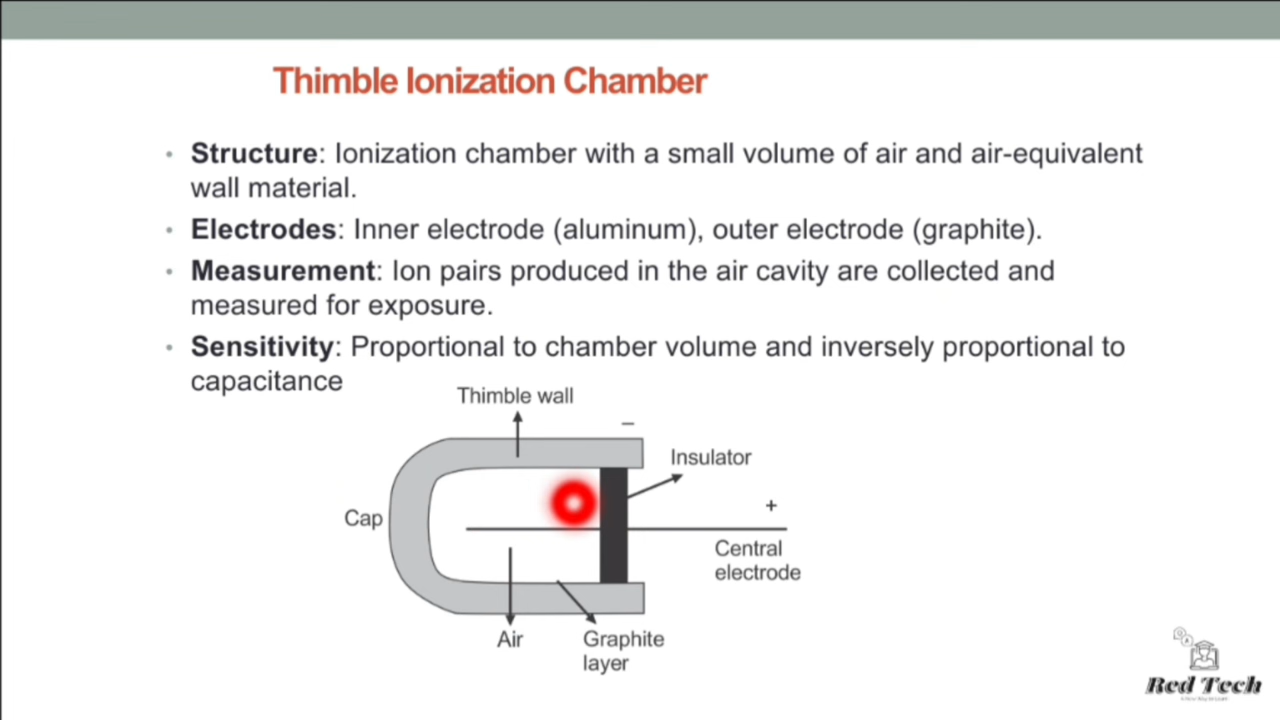 Thimble Ionization Chamber
• Structure: Ionization chamber with a small volume of air and air-equivalent
wall material.
• Electrodes: Inner electrode (aluminum), outer electrode (graphite).
• Measurement: Ion pairs produced in the air cavity are collected and
measured for exposure.
• Sensitivity: Proportional to chamber volume and inversely proportional to
capacitance
Thimble wall
−
Insulator
+
Cap
Central
electrode
Air
Graphite
layer
Red Tech